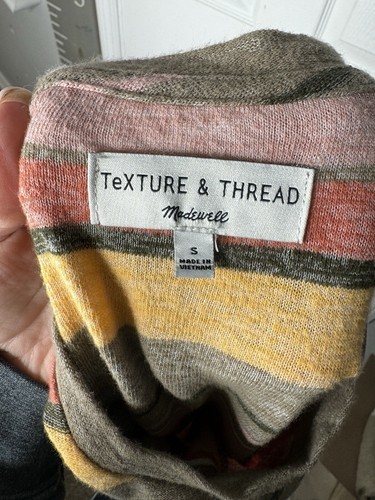 TeXTURE & THREAD
Madewell
S
MADE IN
VIETNAM